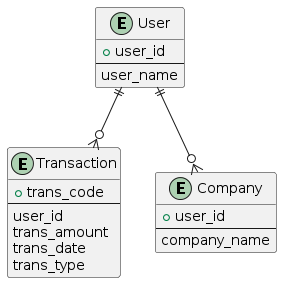 E User
user_id
user_name
E Transaction
trans_code
user_id
trans_amount
trans_date
trans_type
E Company
user_id
company_name